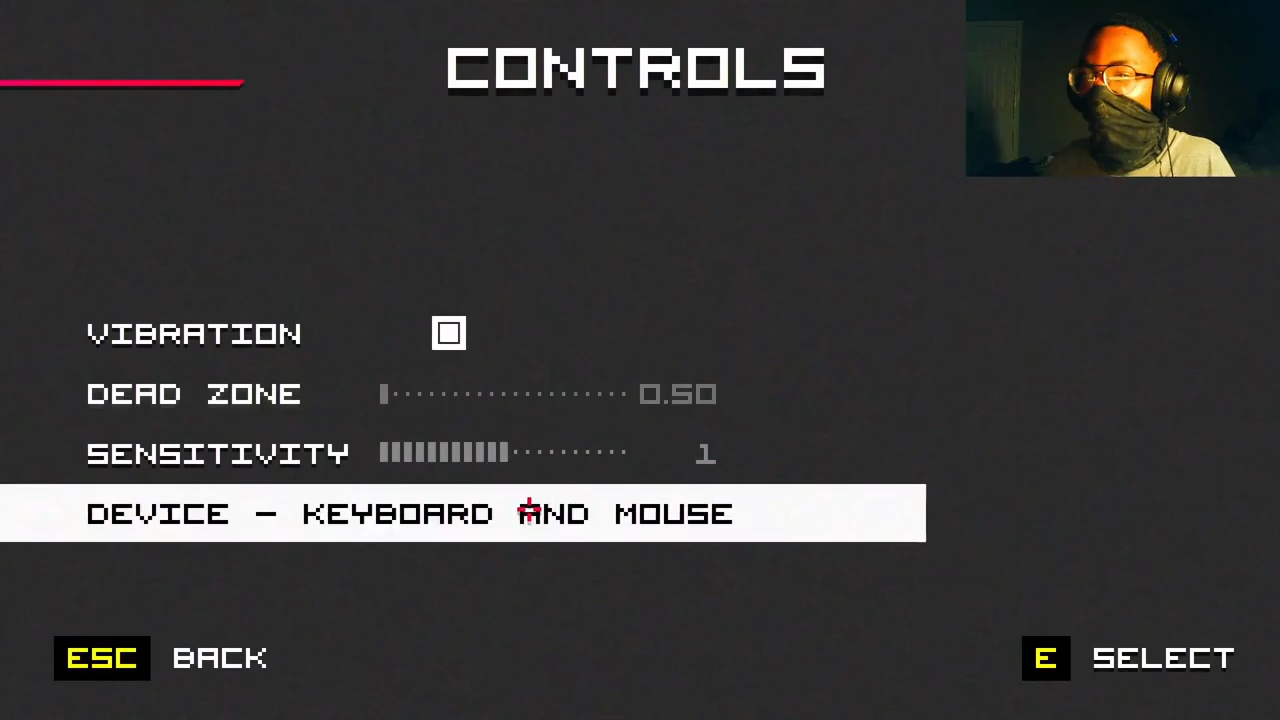 CONTROLS
VIBRATION
DEAD ZONE 0.50
SENSITIVITY 1
DEVICE - KEYBOARD AND MOUSE
ESC BACK
E SELECT